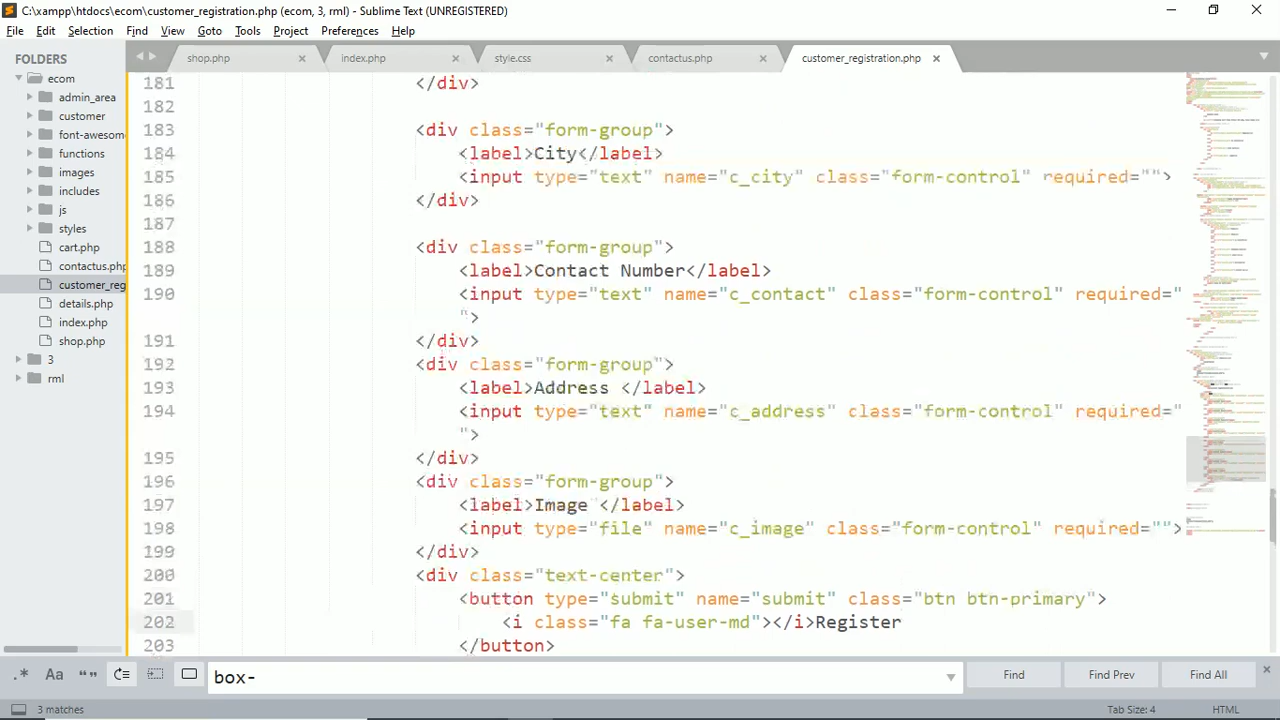 C:\xampp\htdocs\ecom\customer_registration.php (ecom, 3, rml) - Sublime Text (UNREGISTERED)
File Edit Selection Find View Goto Tools Project Preferences Help
FOLDERS
ecom
admin_area
customer
font-awesom
functions
images
includes
js
styles
cart.php
contactus.php
customer_reg
details.php
index.php
shop.php
3
rml
shop.php × index.php × style.css × contactus.php × customer_registration.php ×
181 </div>
182
183 <div class="form-group">
184 <label>City</label>
185 <input type="text" name="c_city" class="form-control" required="">
186 </div>
187
188 <div class="form-group">
189 <label>Contact Number</label>
190 <input type="text" name="c_contact" class="form-control" required="
">
191 </div>
192 <div class="form-group">
193 <label>Address </label>
194 <input type="text" name="c_address" class="form-control" required="
">
195 </div>
196 <div class="form-group">
197 <label>Image </label>
198 <input type="file" name="c_image" class="form-control" required="">
199 </div>
200 <div class="text-center">
201 <button type="submit" name="submit" class="btn btn-primary">
202 <i class="fa fa-user-md"></i>Register
203 </button>
.* Aa “” box- Find Find Prev Find All ×
3 matches Tab Size: 4 HTML